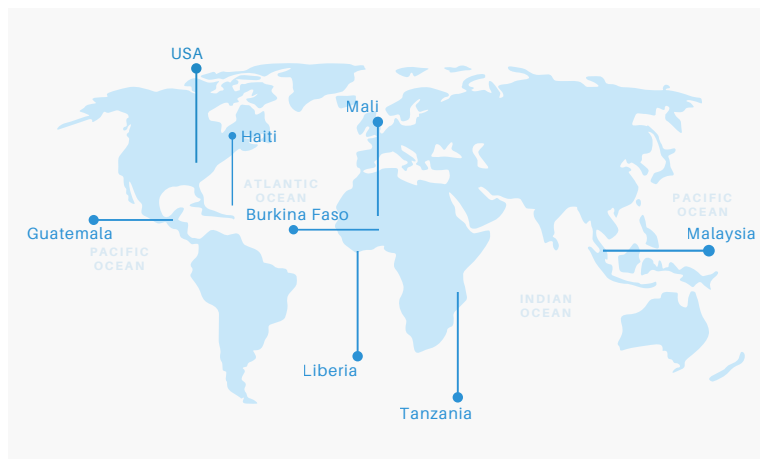 USA
Mali
Haiti
ATLANTIC
OCEAN
Burkina Faso
PACIFIC
OCEAN
Guatemala
Malaysia
PACIFIC
OCEAN
INDIAN
OCEAN
Liberia
Tanzania